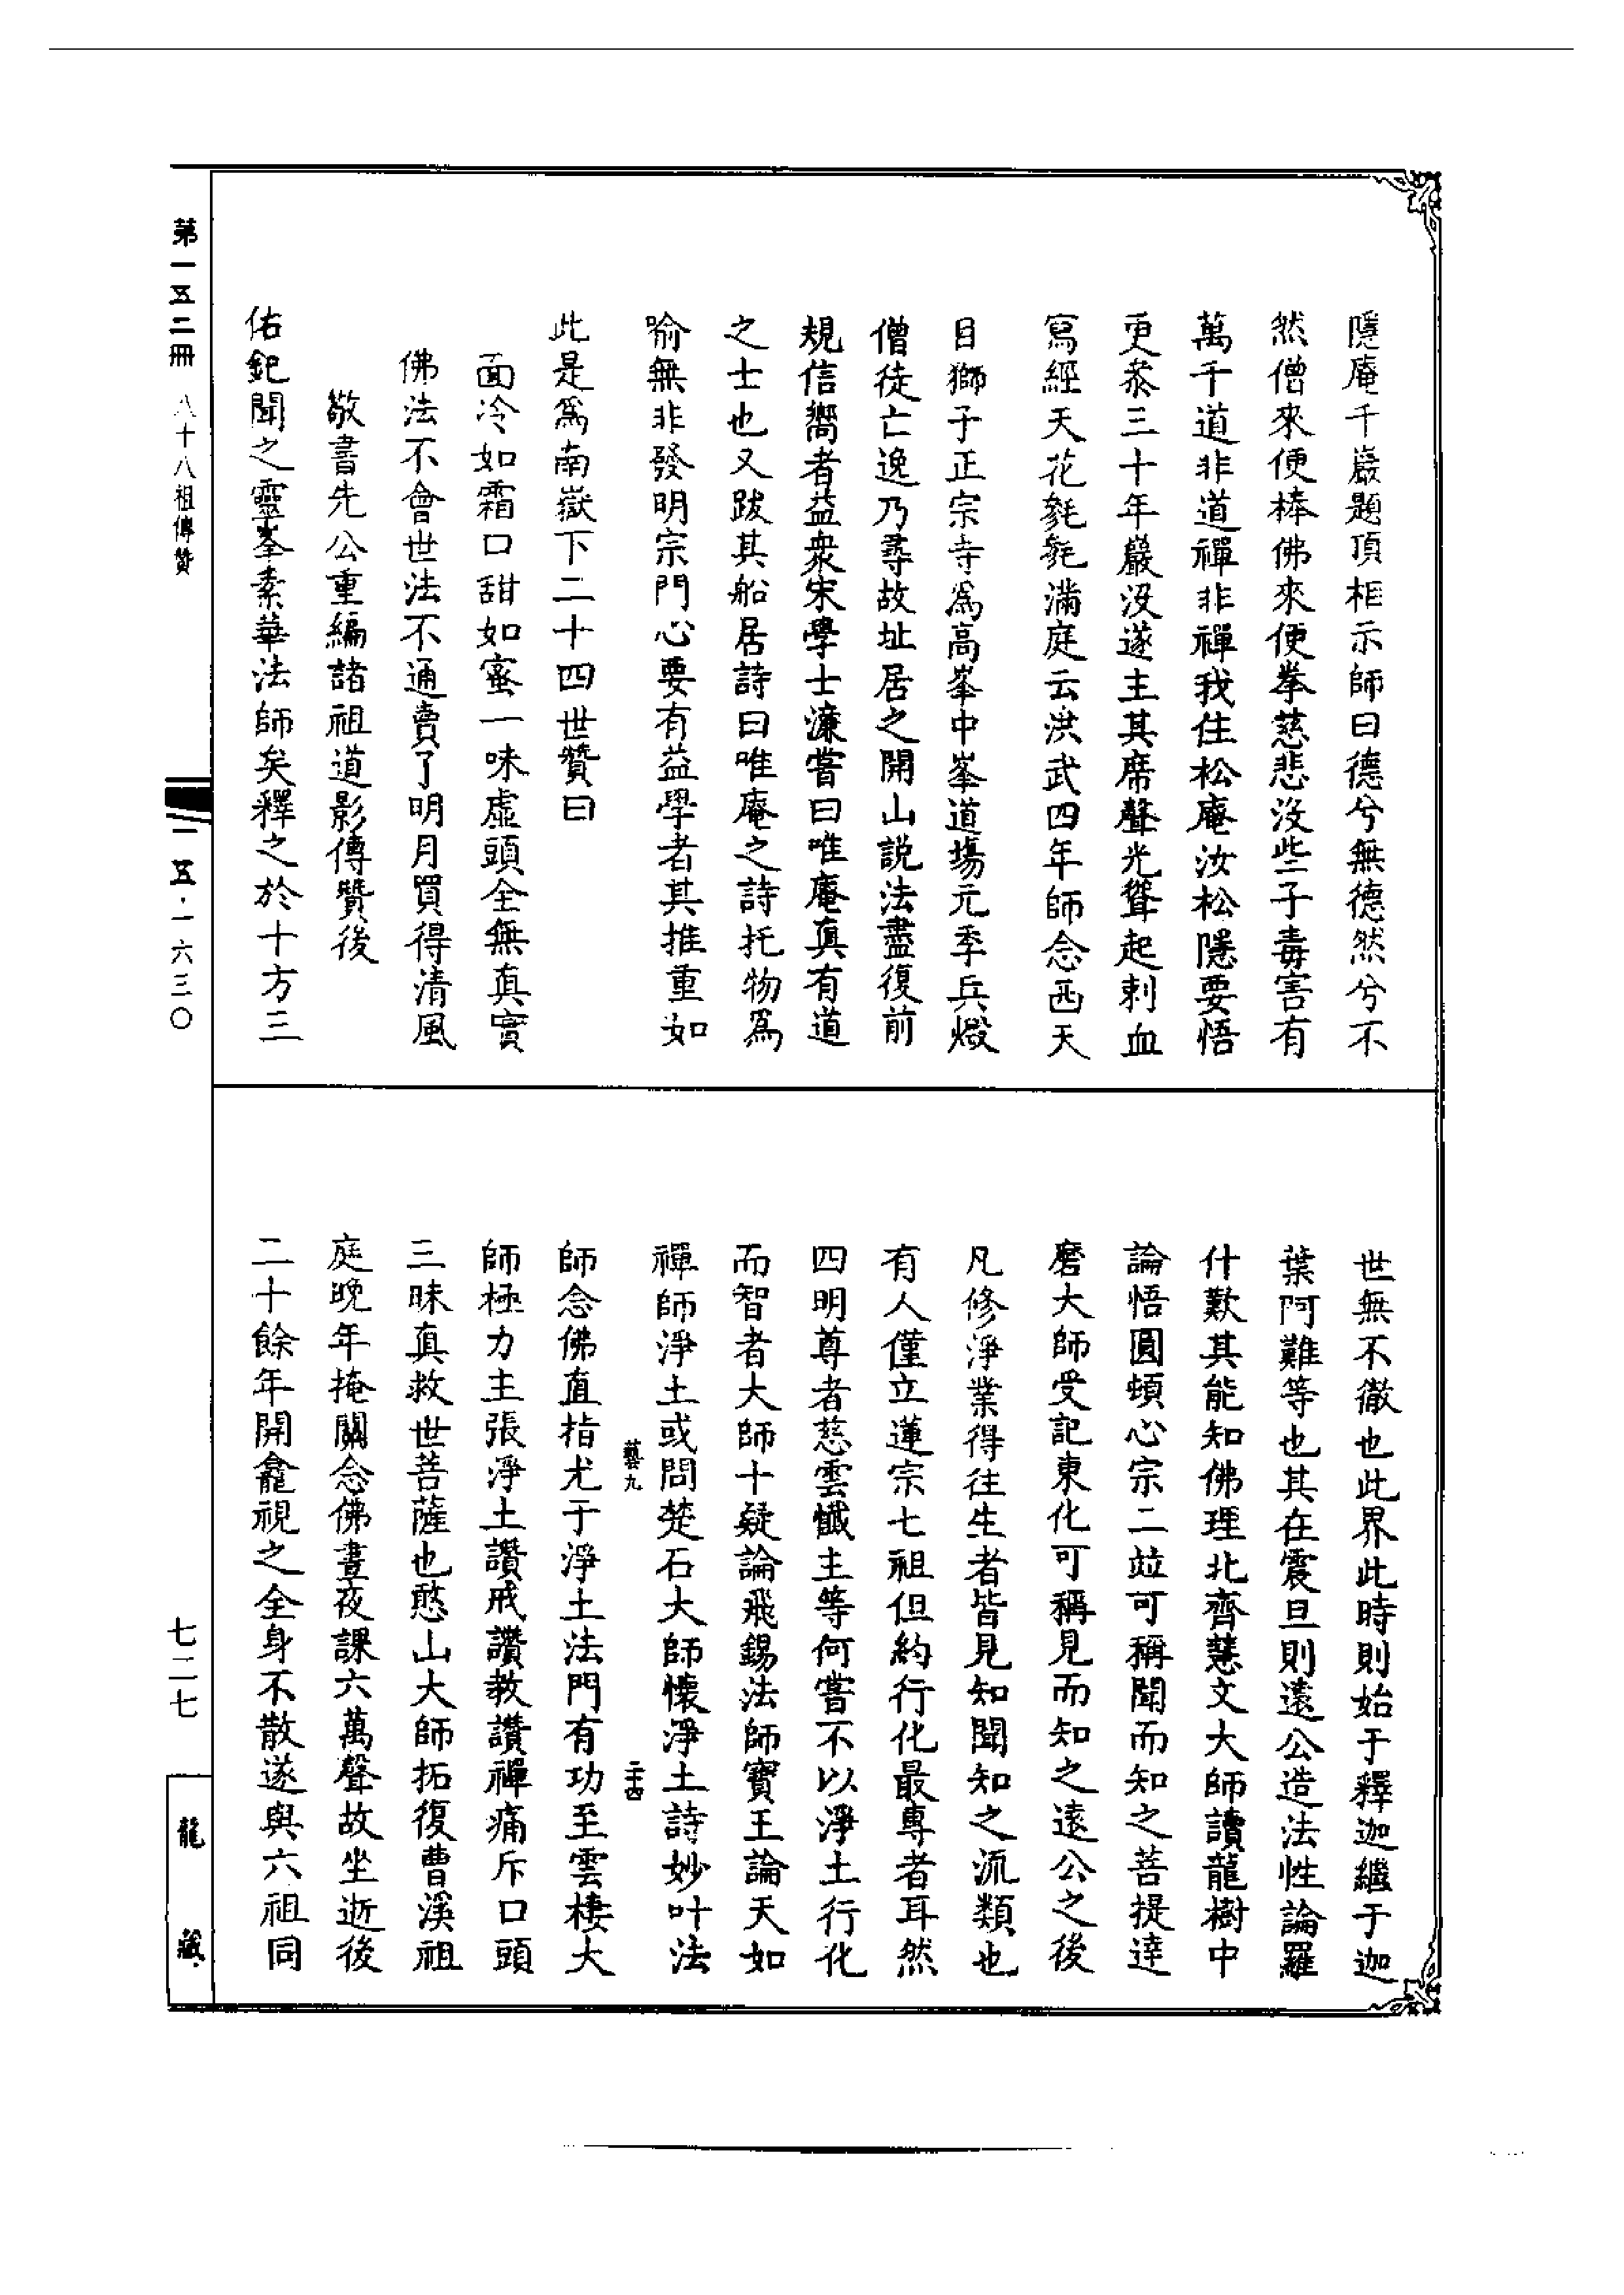 隱庵千巖題頂相示師曰德兮無德然兮不
然僧來便棒佛來便拳慈悲沒些子毒害有
萬千道非道禪非禪我住松庵汝松隱要悟
更叅三十年巖沒遂主其席聲光聳起刺血
寫經天花毿毿滿庭云洪武四年師念西天
目獅子正宗寺爲高峯中峯道場元季兵燬
僧徒亡逸乃尋故址居之開山說法盡復前
規信嚮者益衆宋學士濂嘗曰唯庵真有道
之士也又跋其船居詩曰唯庵之詩托物爲
喻無非發明宗門心要有益學者其推重如
此是爲南嶽下二十四世贊曰
面冷如霜口甜如蜜一味虛頭全無真實
佛法不會世法不通賣了明月買得清風
敬書先公重編諸祖道影傳贊後
佑釲聞之靈峯素華法師矣釋之於十方三
世無不徹也此界此時則始于釋迦繼于迦
葉阿難等也其在震旦則遠公造法性論羅
什歎其能知佛理北齊慧文大師讀龍樹中
論悟圓頓心宗二竝可稱聞而知之菩提達
磨大師受記東化可稱見而知之遠公之後
凡修淨業得往生者皆見知聞知之流類也
有人僅立蓮宗七祖但約行化最專者耳然
四明尊者慈雲懺主等何嘗不以淨土行化
而智者大師十疑論飛錫法師寶王論天如
禪師淨土或問楚石大師懷淨土詩妙叶法
藝九 二十四
師念佛直指尤于淨土法門有功至雲棲大
師極力主張淨土讚戒讚教讚禪痛斥口頭
三昧真救世菩薩也憨山大師拓復曹溪祖
庭晚年掩關念佛晝夜課六萬聲故坐逝後
二十餘年開龕視之全身不散遂與六祖同
第一五二冊 八十八祖傳贊
一五·一六三〇
七二七
龍藏